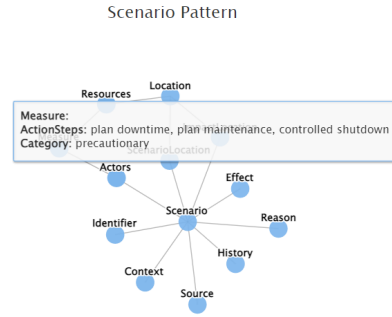 Scenario Pattern
Location
Resources
Measure:
ActionSteps: plan downtime, plan maintenance, controlled shutdown
Category: precautionary
Measure
ScenarioLocation
Actors
Effect
Scenario
Reason
Identifier
History
Context
Source